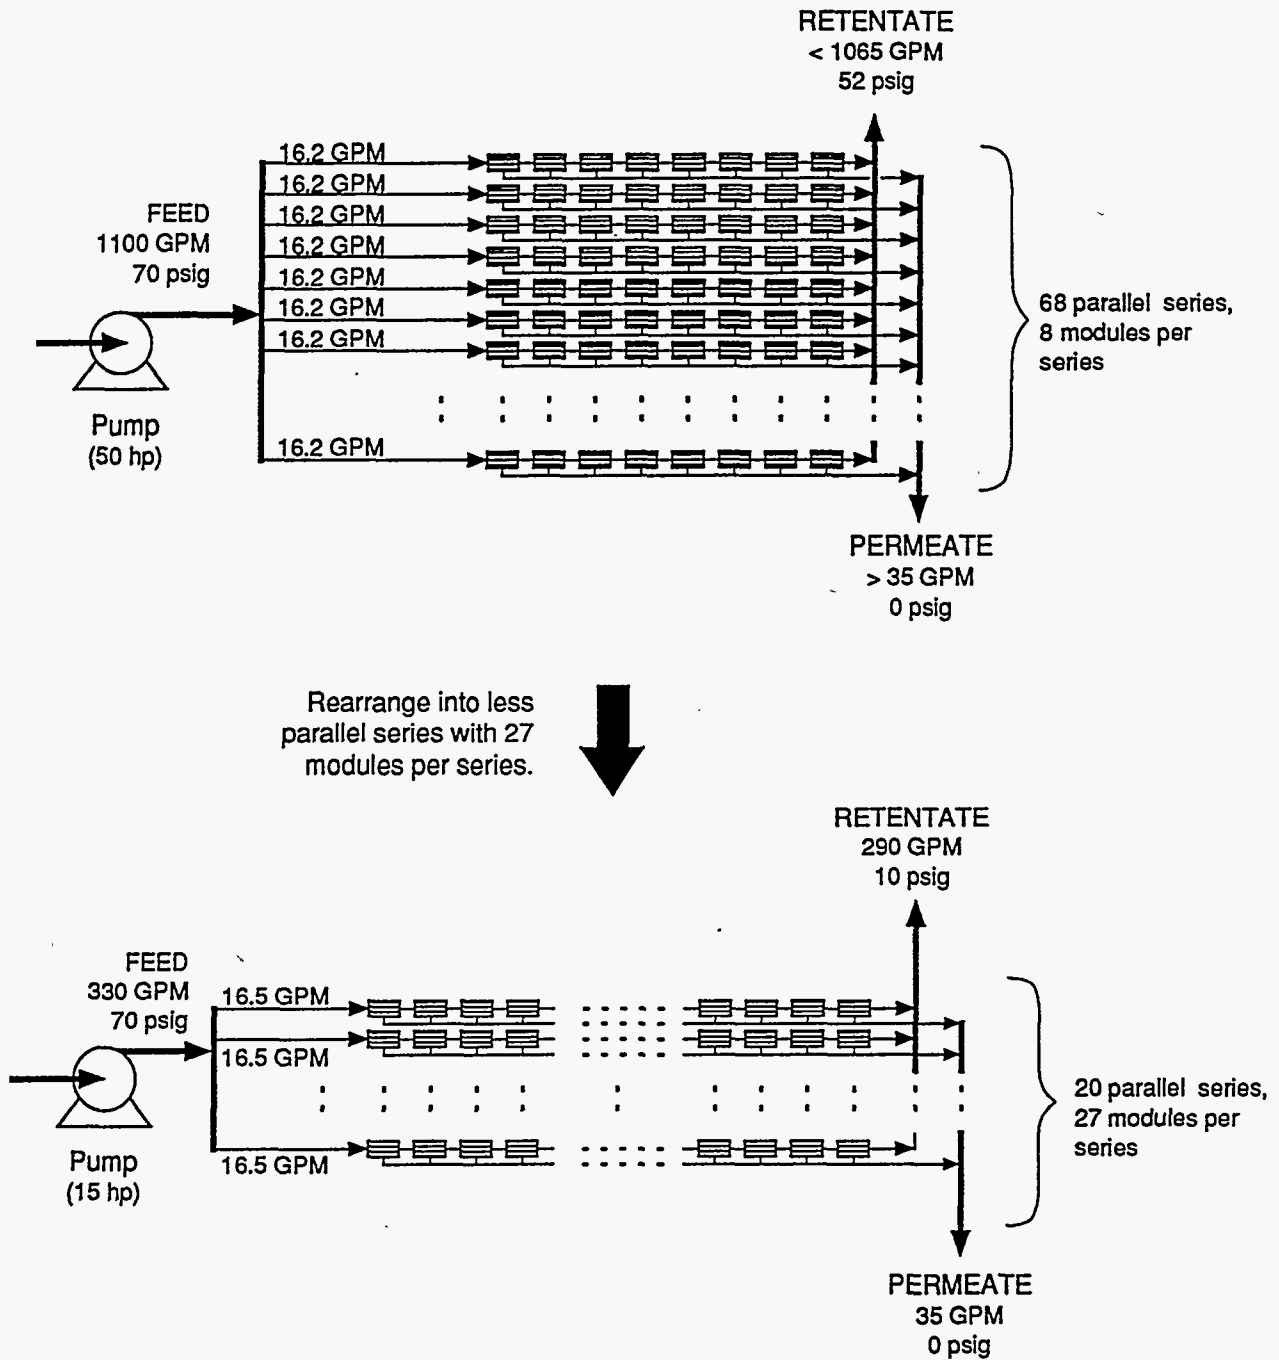 RETENTATE
< 1065 GPM
52 psig
16.2 GPM
16.2 GPM
16.2 GPM
16.2 GPM
16.2 GPM
16.2 GPM
16.2 GPM
16.2 GPM
FEED
1100 GPM
70 psig
Pump
(50 hp)
68 parallel series,
8 modules per
series
PERMEATE
> 35 GPM
0 psig
Rearrange into less
parallel series with 27
modules per series.
RETENTATE
290 GPM
10 psig
FEED
330 GPM
70 psig
16.5 GPM
16.5 GPM
16.5 GPM
Pump
(15 hp)
20 parallel series,
27 modules per
series
PERMEATE
35 GPM
0 psig